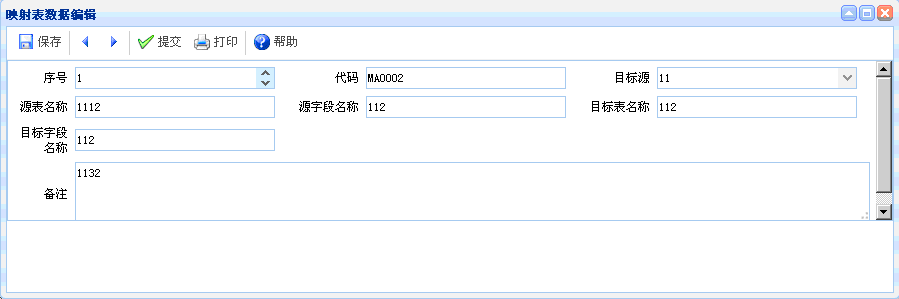 映射表数据编辑
保存 提交 打印 帮助
序号 1 代码 MA0002 目标源 11
源表名称 1112 源字段名称 112 目标表名称 112
目标字段
名称 112
备注 1132